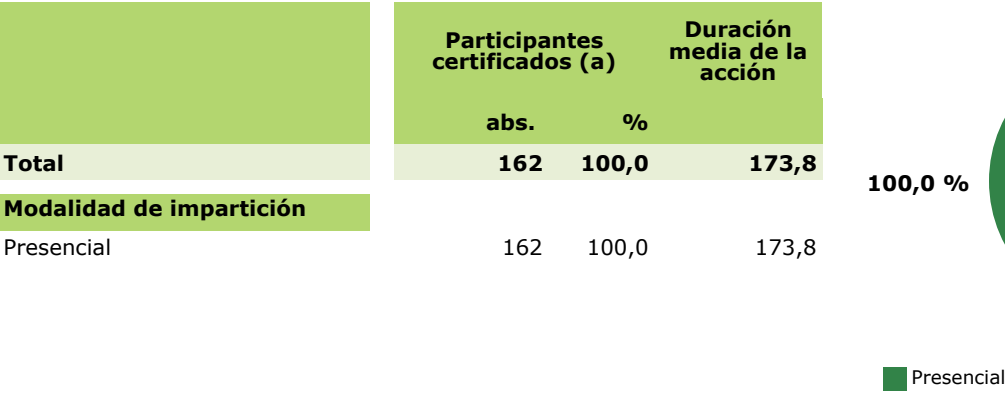 Participantes
certificados (a)
Duración
media de la
acción
abs. %
Total 162 100,0 173,8
100,0 %
Modalidad de impartición
Presencial 162 100,0 173,8
Presencial